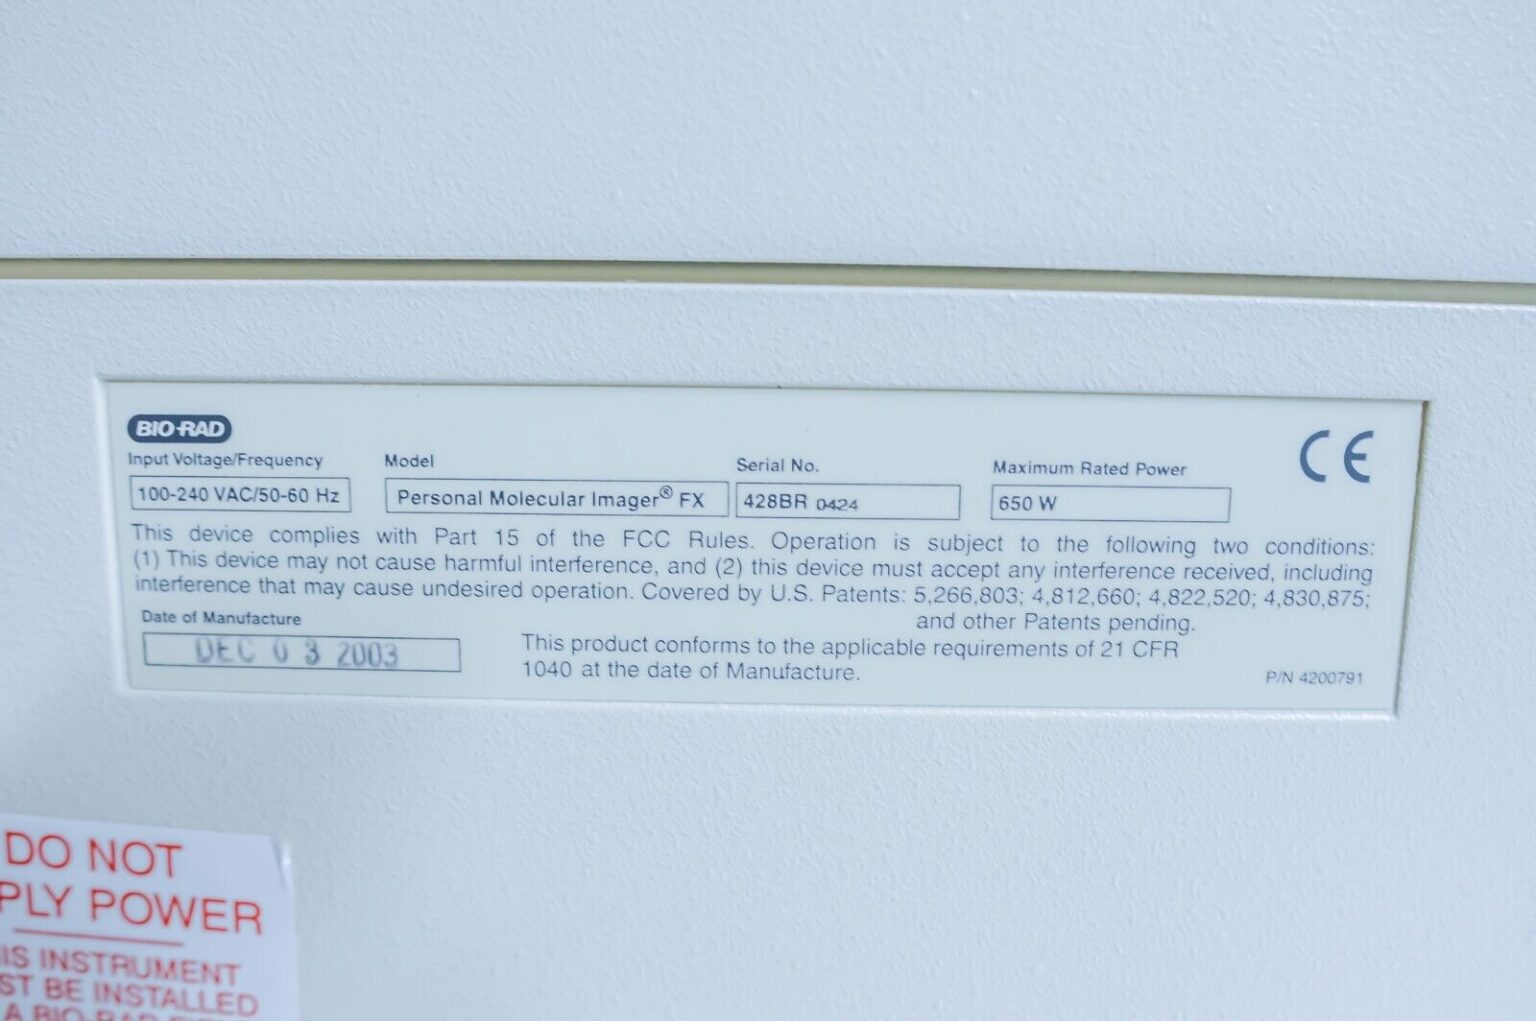 BIO-RAD
Input Voltage/Frequency
100-240 VAC/50-60 Hz
Model
Personal Molecular Imager® FX
Serial No.
428BR 0424
Maximum Rated Power
650 W
CE
This device complies with Part 15 of the FCC Rules. Operation is subject to the following two conditions:
(1) This device may not cause harmful interference, and (2) this device must accept any interference received, including
interference that may cause undesired operation. Covered by U.S. Patents: 5,266,803; 4,812,660; 4,822,520; 4,830,875;
and other Patents pending.
Date of Manufacture
DEC 03 2003
This product conforms to the applicable requirements of 21 CFR
1040 at the date of Manufacture.
P/N 4200791
DO NOT
PLY POWER
IS INSTRUMENT
ST BE INSTALLED
A BIO-RAD